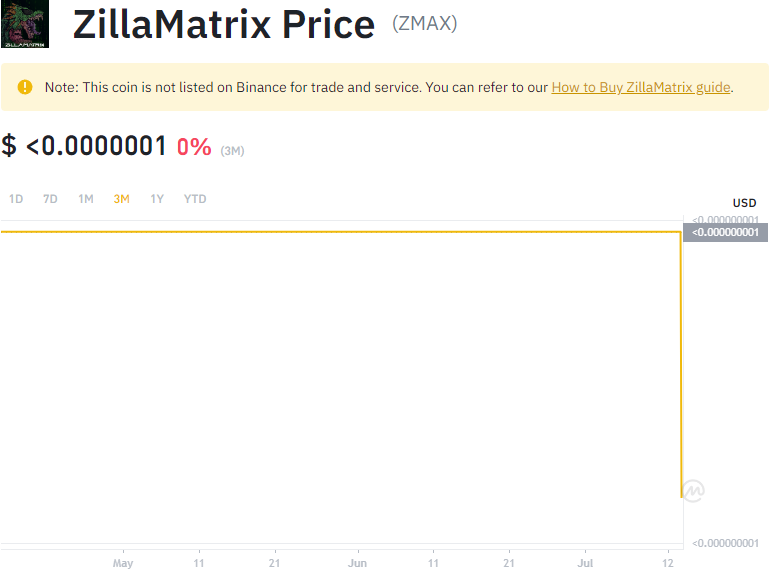 ZILLAMATRIX
ZillaMatrix Price (ZMAX)
Note: This coin is not listed on Binance for trade and service. You can refer to our How to Buy ZillaMatrix guide.
$ <0.0000001 0% (3M)
1D 7D 1M 3M 1Y YTD
USD
<0.000000001
<0.000000001
<0.000000001
May 11 21 Jun 11 21 Jul 12